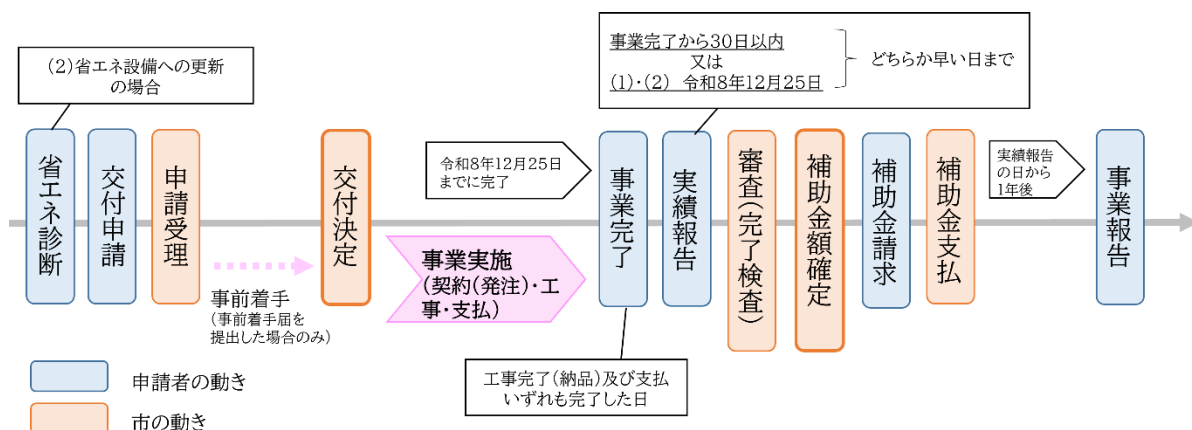 (2)省エネ設備への更新
の場合
事業完了から30日以内
又は
(1)・(2) 令和8年12月25日
どちらか早い日まで
省エネ診断
交付申請
申請受理
事前着手
(事前着手届を
提出した場合のみ)
交付決定
令和8年12月25日
までに完了
事業実施
(契約(発注)・工
事・支払)
事業完了
工事完了(納品)及び支払
いずれも完了した日
実績報告
審査(完了検査)
補助金額確定
補助金請求
補助金支払
実績報告
の日から
1年後
事業報告
申請者の動き
市の動き